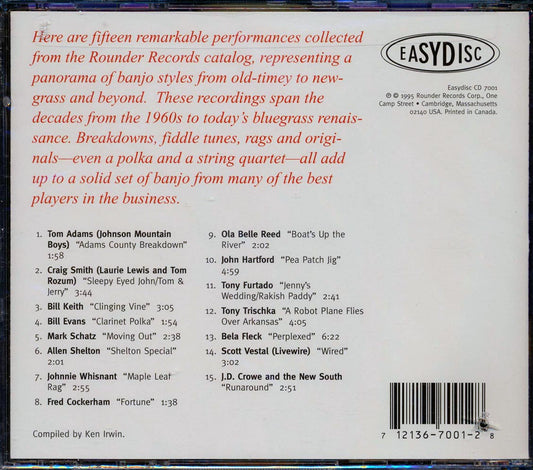 Here are fifteen remarkable performances collected
from the Rounder Records catalog, representing a
panorama of banjo styles from old-timey to new-
grass and beyond. These recordings span the
decades from the 1960s to today's bluegrass renais-
sance. Breakdowns, fiddle tunes, rags and origi-
nals—even a polka and a string quartet—all add
up to a solid set of banjo from many of the best
players in the business.
EASYDISC
Easydisc CD 7001
℗ © 1995 Rounder Records Corp., One
Camp Street • Cambridge, Massachusetts
02140 USA. Printed in Canada.
1. Tom Adams (Johnson Mountain
Boys) "Adams County Breakdown"
1:58
2. Craig Smith (Laurie Lewis and Tom
Rozum) "Sleepy Eyed John/Tom &
Jerry" 3:44
3. Bill Keith "Clinging Vine" 3:05
4. Bill Evans "Clarinet Polka" 1:54
5. Mark Schatz "Moving Out" 2:38
6. Allen Shelton "Shelton Special"
2:01
7. Johnnie Whisnant "Maple Leaf
Rag" 2:55
8. Fred Cockerham "Fortune" 1:38
9. Ola Belle Reed "Boat's Up the
River" 2:02
10. John Hartford "Pea Patch Jig"
4:59
11. Tony Furtado "Jenny's
Wedding/Rakish Paddy" 2:41
12. Tony Trischka "A Robot Plane Flies
Over Arkansas" 4:05
13. Bela Fleck "Perplexed" 6:22
14. Scott Vestal (Livewire) "Wired"
3:02
15. J.D. Crowe and the New South
"Runaround" 2:51
Compiled by Ken Irwin.
7 12136-7001-2 8